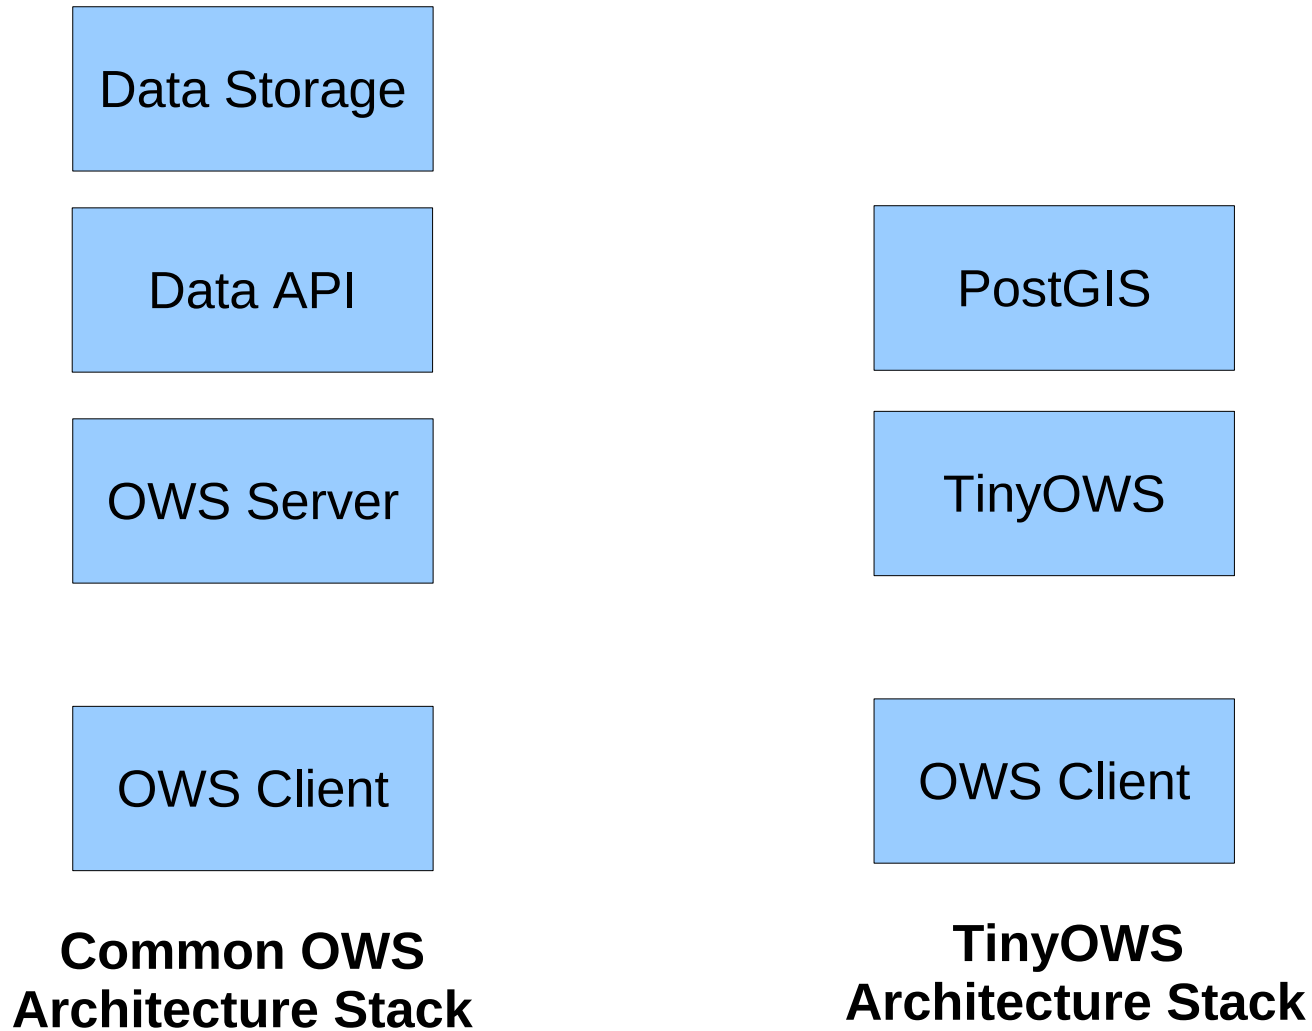 Data Storage
Data API
OWS Server
OWS Client
Common OWS
Architecture Stack
PostGIS
TinyOWS
OWS Client
TinyOWS
Architecture Stack